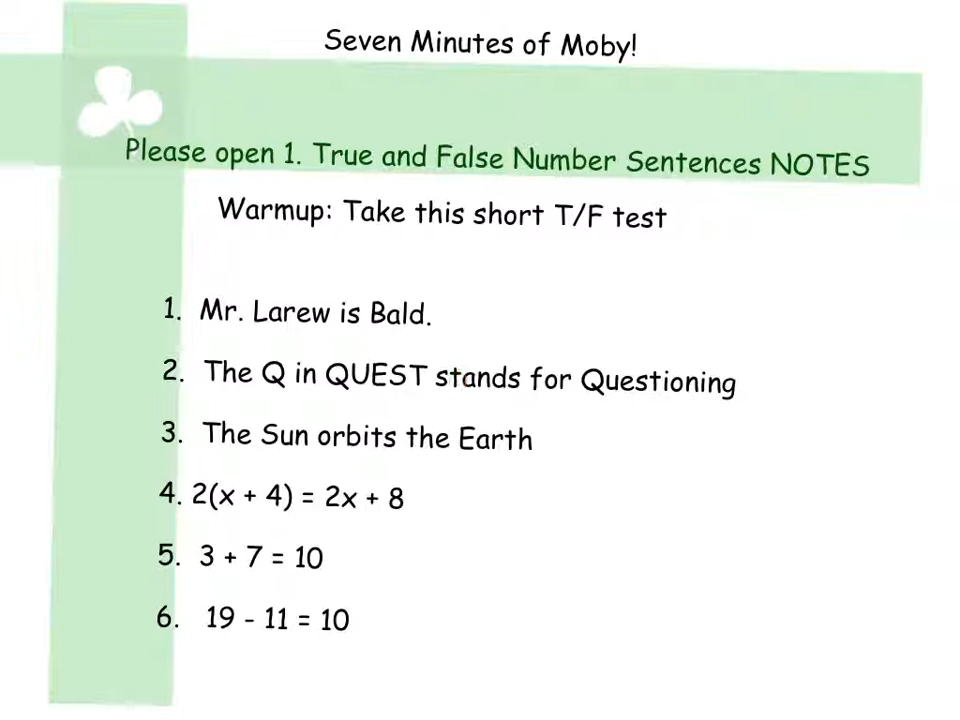 Seven Minutes of Moby!
Please open 1. True and False Number Sentences NOTES
Warmup: Take this short T/F test
1. Mr. Larew is Bald.
2. The Q in QUEST stands for Questioning
3. The Sun orbits the Earth
4. 2(x + 4) = 2x + 8
5. 3 + 7 = 10
6. 19 - 11 = 10